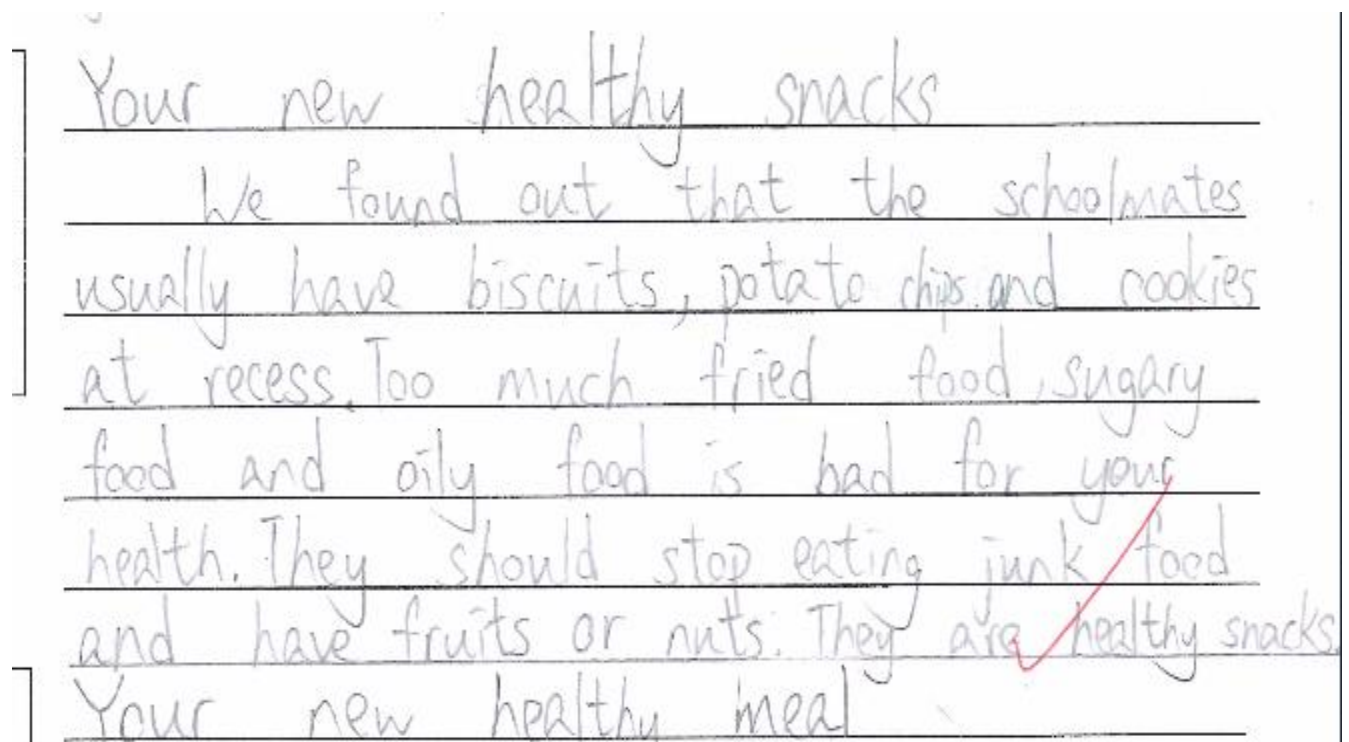 Your new healthy snacks
We found out that the schoolmates
usually have biscuits, potato chips and cookies
at recess. Too much fried food, sugary
food and oily food is bad for your
health. They should stop eating junk food
and have fruits or nuts. They are healthy snacks.
Your new healthy meal